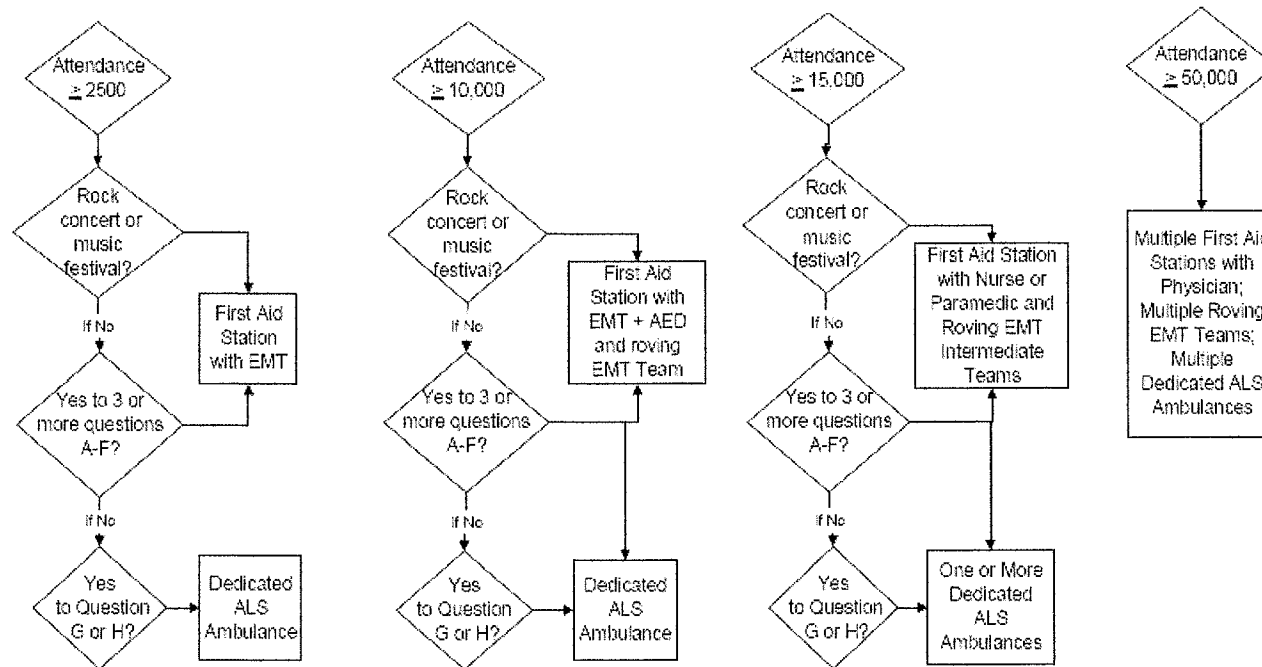 Attendance
≥ 2500
Rock
concert or
music
festival?
First Aid
Station
with EMT
If No
Yes to 3 or
more questions
A-F?
If No
Yes
to Question
G or H?
Dedicated
ALS
Ambulance
Attendance
≥ 10,000
Rock
concert or
music
festival?
First Aid
Station with
EMT + AED
and roving
EMT Team
If No
Yes to 3 or
more questions
A-F?
If No
Yes
to Question
G or H?
Dedicated
ALS
Ambulance
Attendance
≥ 15,000
Rock
concert or
music
festival?
First Aid Station
with Nurse or
Paramedic and
Roving EMT
Intermediate
Teams
If No
Yes to 3 or
more questions
A-F?
If No
Yes
to Question
G or H?
One or More
Dedicated
ALS
Ambulances
Attendance
≥ 50,000
Multiple First Aid
Stations with
Physician;
Multiple Roving
EMT Teams;
Multiple
Dedicated ALS
Ambulances